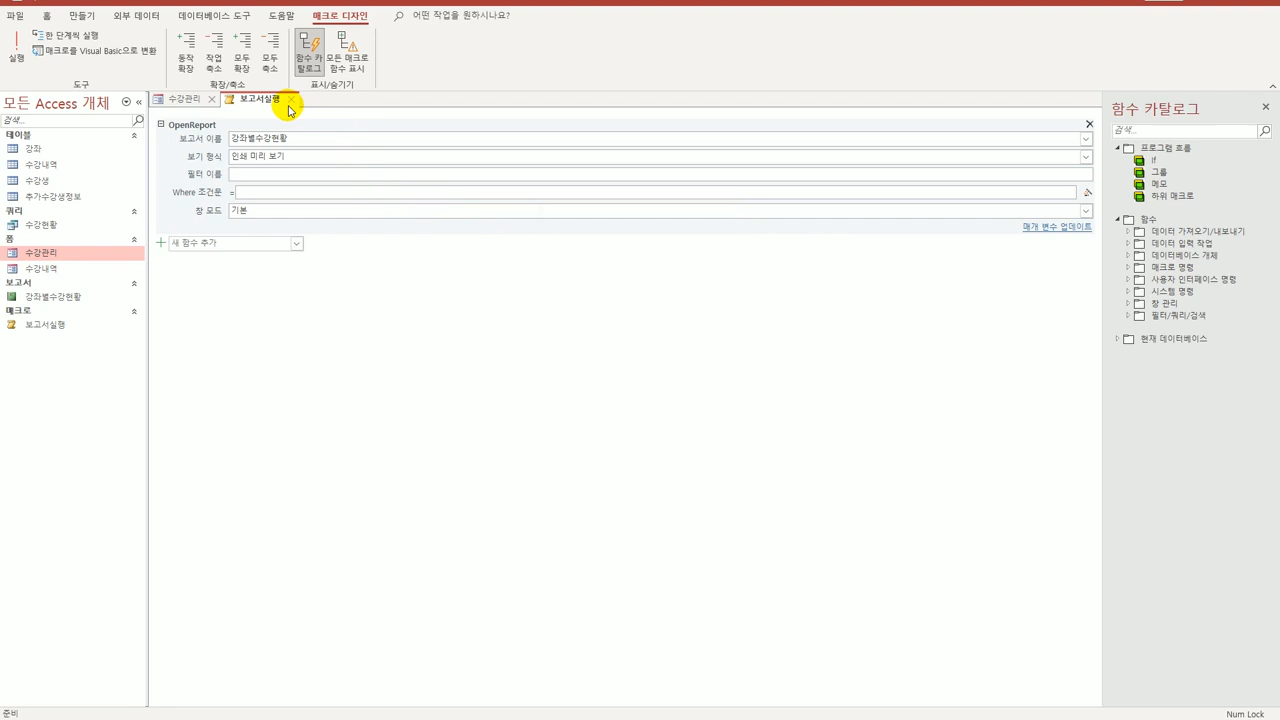 파일 홈 만들기 외부 데이터 데이터베이스 도구 도움말 매크로 디자인 어떤 작업을 원하시나요?
실행
한 단계씩 실행
매크로를 Visual Basic으로 변환
도구
동작 확장
작업 축소
모두 확장
모두 축소
확장/축소
함수 카탈로그
모든 매크로 함수 표시
표시/숨기기
모든 Access 개체
검색...
테이블
강좌
수강내역
수강생
추가수강생정보
쿼리
수강현황
폼
수강관리
수강내역
보고서
강좌별수강현황
매크로
보고서실행
수강관리 보고서실행
OpenReport
보고서 이름 강좌별수강현황
보기 형식 인쇄 미리 보기
필터 이름
Where 조건문 =
창 모드 기본
매개 변수 업데이트
새 함수 추가
함수 카탈로그
검색...
프로그램 흐름
If
그룹
메모
하위 매크로
함수
데이터 가져오기/내보내기
데이터 입력 작업
데이터베이스 개체
매크로 명령
사용자 인터페이스 명령
시스템 명령
창 관리
필터/쿼리/검색
현재 데이터베이스
준비 Num Lock